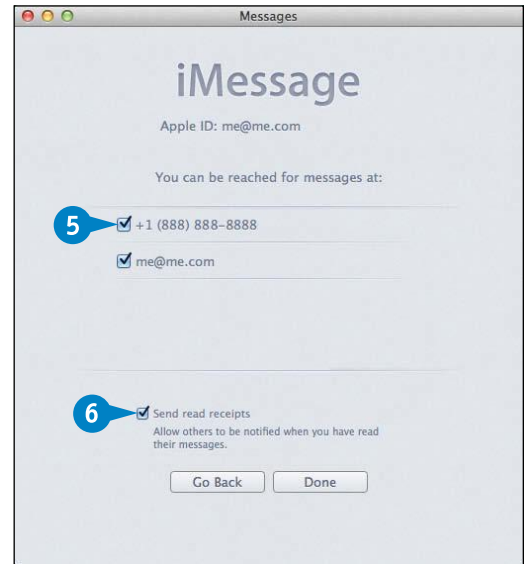 Messages
iMessage
Apple ID: me@me.com
You can be reached for messages at:
5
+1 (888) 888-8888
me@me.com
6
Send read receipts
Allow others to be notified when you have read
their messages.
Go Back Done